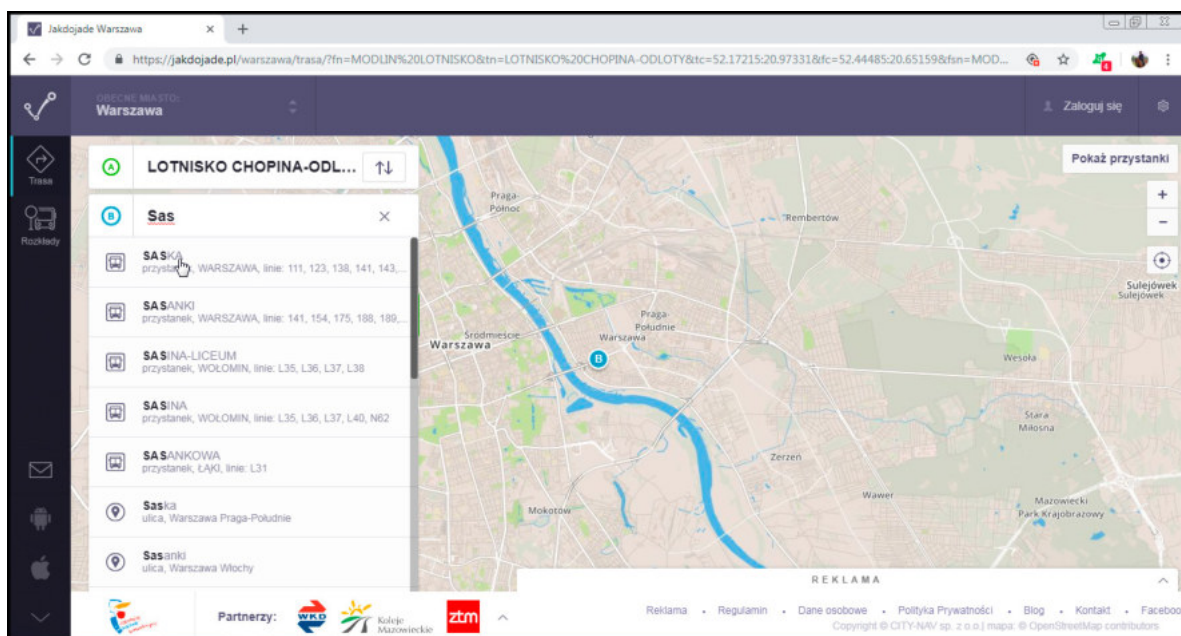 Jakdojade Warszawa
https://jakdojade.pl/warszawa/trasa/?fn=MODLIN%20LOTNISKO&tn=LOTNISKO%20CHOPINA-ODLOTY&tc=52.17215:20.97331&fc=52.44485:20.65159&fsn=MOD...
OBECNE MIASTO:
Warszawa
Zaloguj się
Trasa
Rozkłady
A LOTNISKO CHOPINA-ODL...
B Sas
SASKA
WARSZAWA, linie: 111, 123, 138, 141, 143,...
SASANKI
przystanek, WARSZAWA, linie: 141, 154, 175, 188, 189,...
SASINA-LICEUM
przystanek, WOŁOMIN, linie: L35, L36, L37, L38
SASINA
przystanek, WOŁOMIN, linie: L35, L36, L37, L40, N62
SASANKOWA
przystanek, ŁĄKI, linie: L31
Saska
ulica, Warszawa Praga-Południe
Sasanki
ulica, Warszawa Włochy
Pokaż przystanki
Praga-
Północ
Rembertów
Sulejówek
Sulejówek
Praga-
Południe
Śródmieście
Warszawa
Warszawa
B
Wesoła
Stara
Miłosna
Zerzeń
Wawer
Mokotów
Mazowiecki
Park Krajobrazowy
REKLAMA
Partnerzy:
WKD
Koleje
Mazowieckie
ztm
Reklama • Regulamin • Dane osobowe • Polityka Prywatności • Blog • Kontakt • Faceboo
Copyright © CITY-NAV sp. z o.o.| mapa: © OpenStreetMap contributors